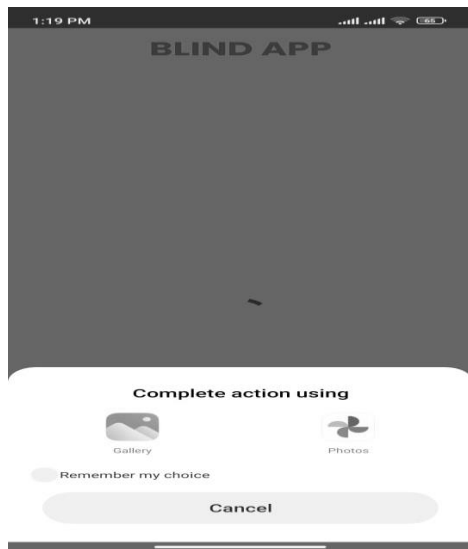 1:19 PM
65
BLIND APP
Complete action using
Gallery
Photos
Remember my choice
Cancel